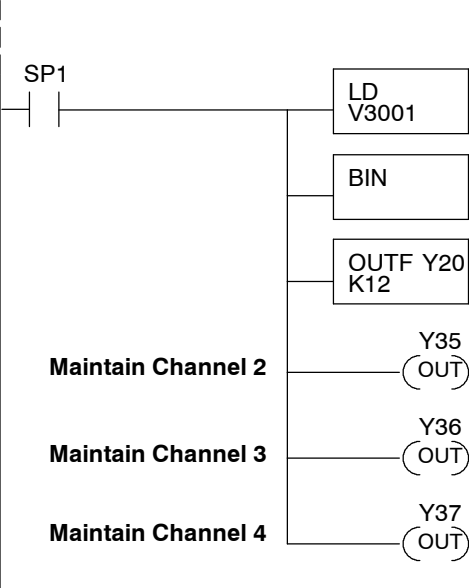 SP1
LD
V3001
BIN
OUTF Y20
K12
Y35
Maintain Channel 2
OUT
Y36
Maintain Channel 3
OUT
Y37
Maintain Channel 4
OUT